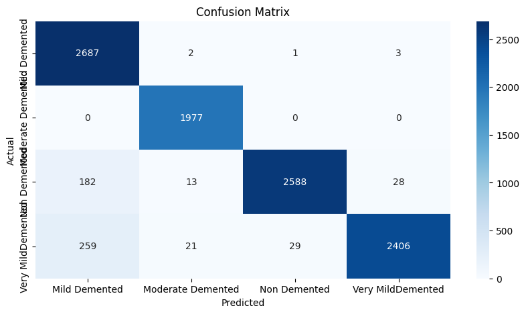 Confusion Matrix
Actual
Mild Demented
2687 2 1 3
Moderate Demented
0 1977 0 0
Non Demented
182 13 2588 28
Very MildDemented
259 21 29 2406
Mild Demented Moderate Demented Non Demented Very MildDemented
Predicted
2500
2000
1500
1000
500
0